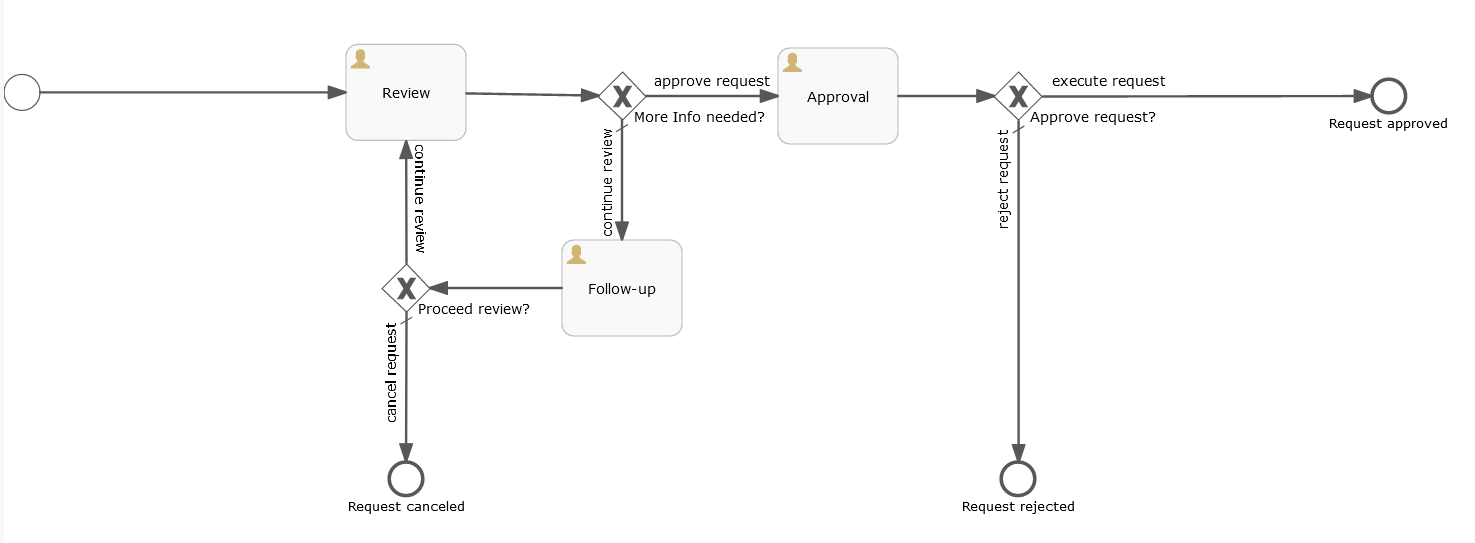 Review
approve request
More Info needed?
Approval
execute request
Approve request?
Request approved
continue review
continue review
reject request
Follow-up
Proceed review?
cancel request
Request canceled
Request rejected